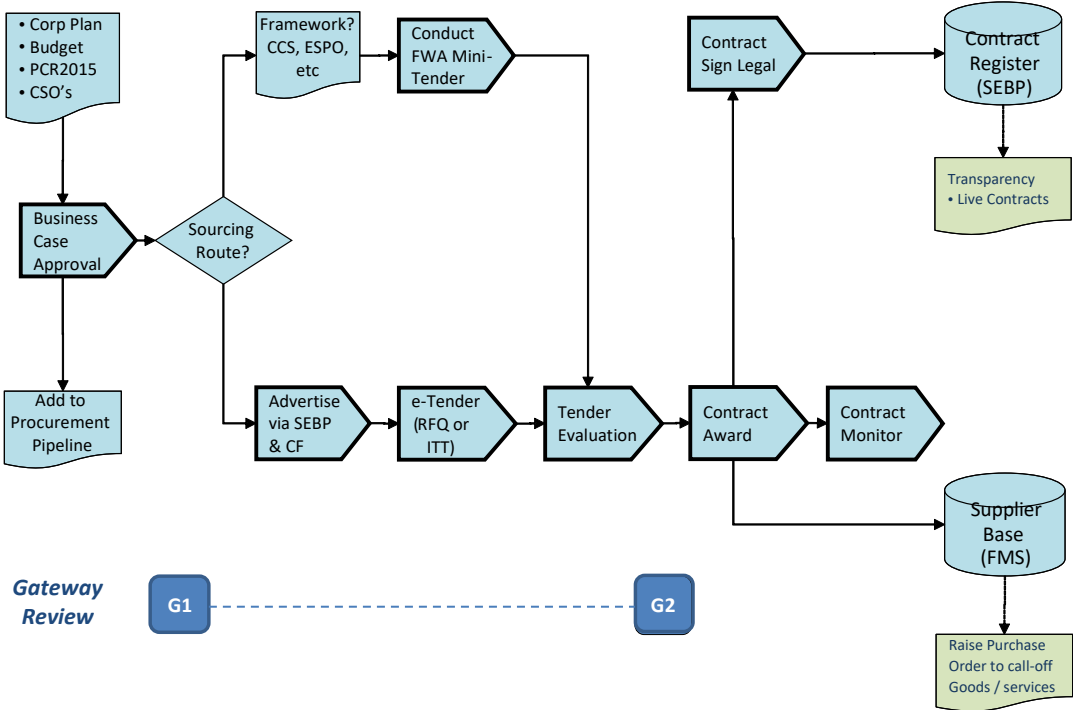 • Corp Plan
• Budget
• PCR2015
• CSO's
Framework?
CCS, ESPO,
etc
Conduct
FWA Mini-
Tender
Contract
Sign Legal
Contract
Register
(SEBP)
Transparency
• Live Contracts
Business
Case
Approval
Sourcing
Route?
Add to
Procurement
Pipeline
Advertise
via SEBP
& CF
e-Tender
(RFQ or
ITT)
Tender
Evaluation
Contract
Award
Contract
Monitor
Supplier
Base
(FMS)
Gateway
Review
G1
G2
Raise Purchase
Order to call-off
Goods / services